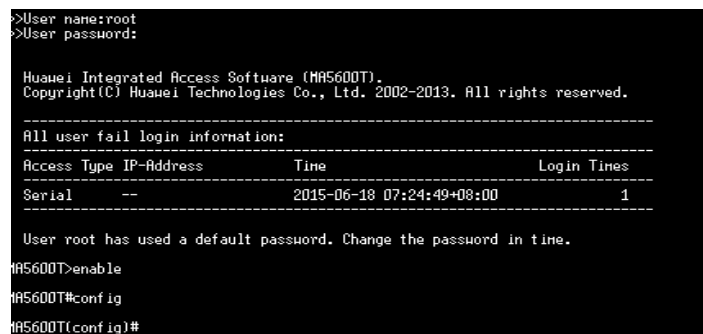 >>User name:root
>>User password:
Huawei Integrated Access Software (MA5600T).
Copyright(C) Huawei Technologies Co., Ltd. 2002-2013. All rights reserved.
--------------------------------------------------------------------------
All user fail login information:
--------------------------------------------------------------------------
Access Type IP-Address Time Login Times
--------------------------------------------------------------------------
Serial -- 2015-06-18 07:24:49+08:00 1
--------------------------------------------------------------------------
User root has used a default password. Change the password in time.
MA5600T>enable
MA5600T#config
MA5600T(config)#